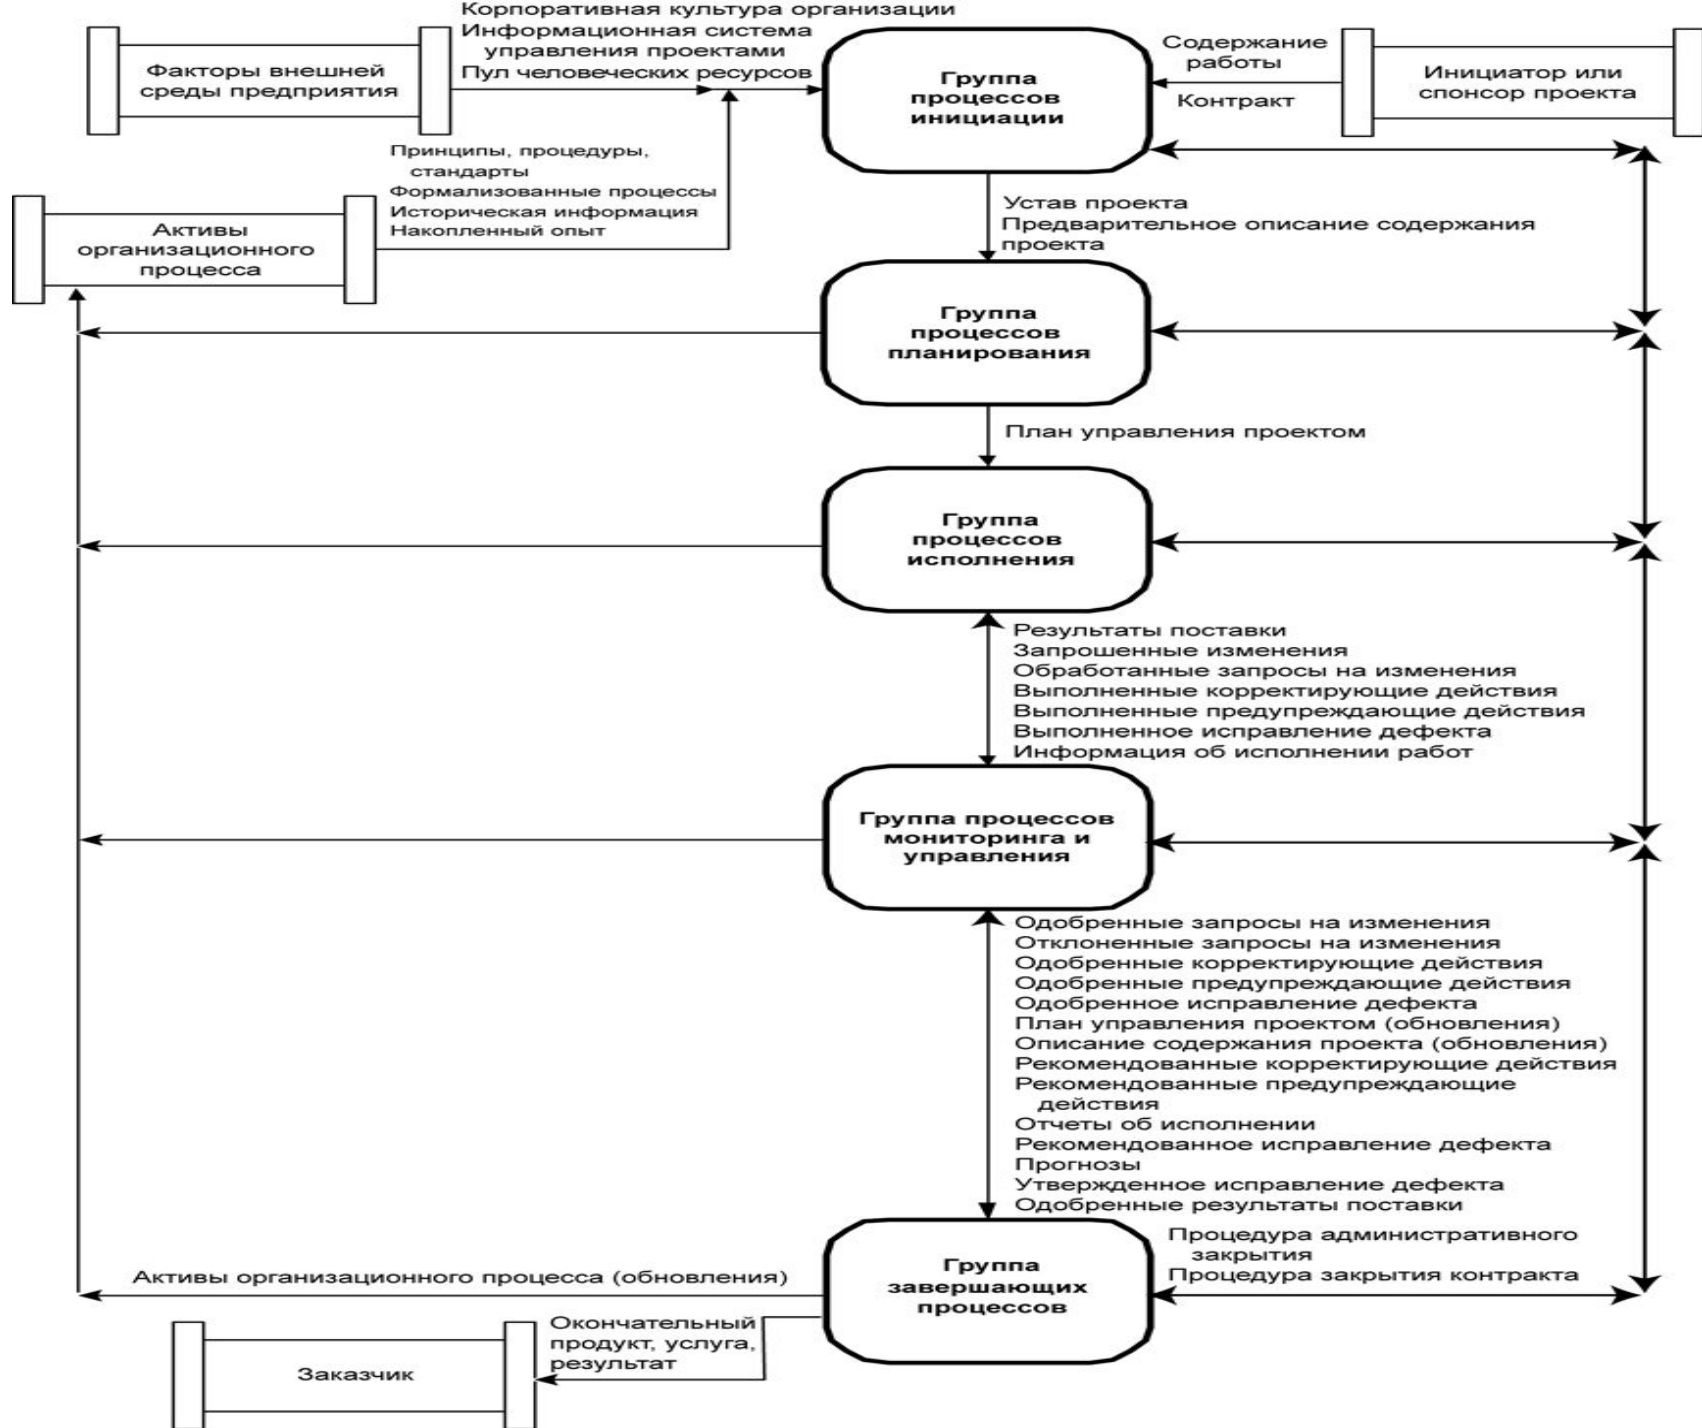 Корпоративная культура организации
Информационная система
управления проектами
Пул человеческих ресурсов
Факторы внешней
среды предприятия
Группа
процессов
инициации
Содержание
работы
Контракт
Инициатор или
спонсор проекта
Принципы, процедуры,
стандарты
Формализованные процессы
Историческая информация
Накопленный опыт
Активы
организационного
процесса
Устав проекта
Предварительное описание содержания
проекта
Группа
процессов
планирования
План управления проектом
Группа
процессов
исполнения
Результаты поставки
Запрошенные изменения
Обработанные запросы на изменения
Выполненные корректирующие действия
Выполненные предупреждающие действия
Выполненное исправление дефекта
Информация об исполнении работ
Группа процессов
мониторинга и
управления
Одобренные запросы на изменения
Отклоненные запросы на изменения
Одобренные корректирующие действия
Одобренные предупреждающие действия
Одобренное исправление дефекта
План управления проектом (обновления)
Описание содержания проекта (обновления)
Рекомендованные корректирующие действия
Рекомендованные предупреждающие
действия
Отчеты об исполнении
Рекомендованное исправление дефекта
Прогнозы
Утвержденное исправление дефекта
Одобренные результаты поставки
Группа
завершающих
процессов
Процедура административного
закрытия
Процедура закрытия контракта
Активы организационного процесса (обновления)
Окончательный
продукт, услуга,
результат
Заказчик